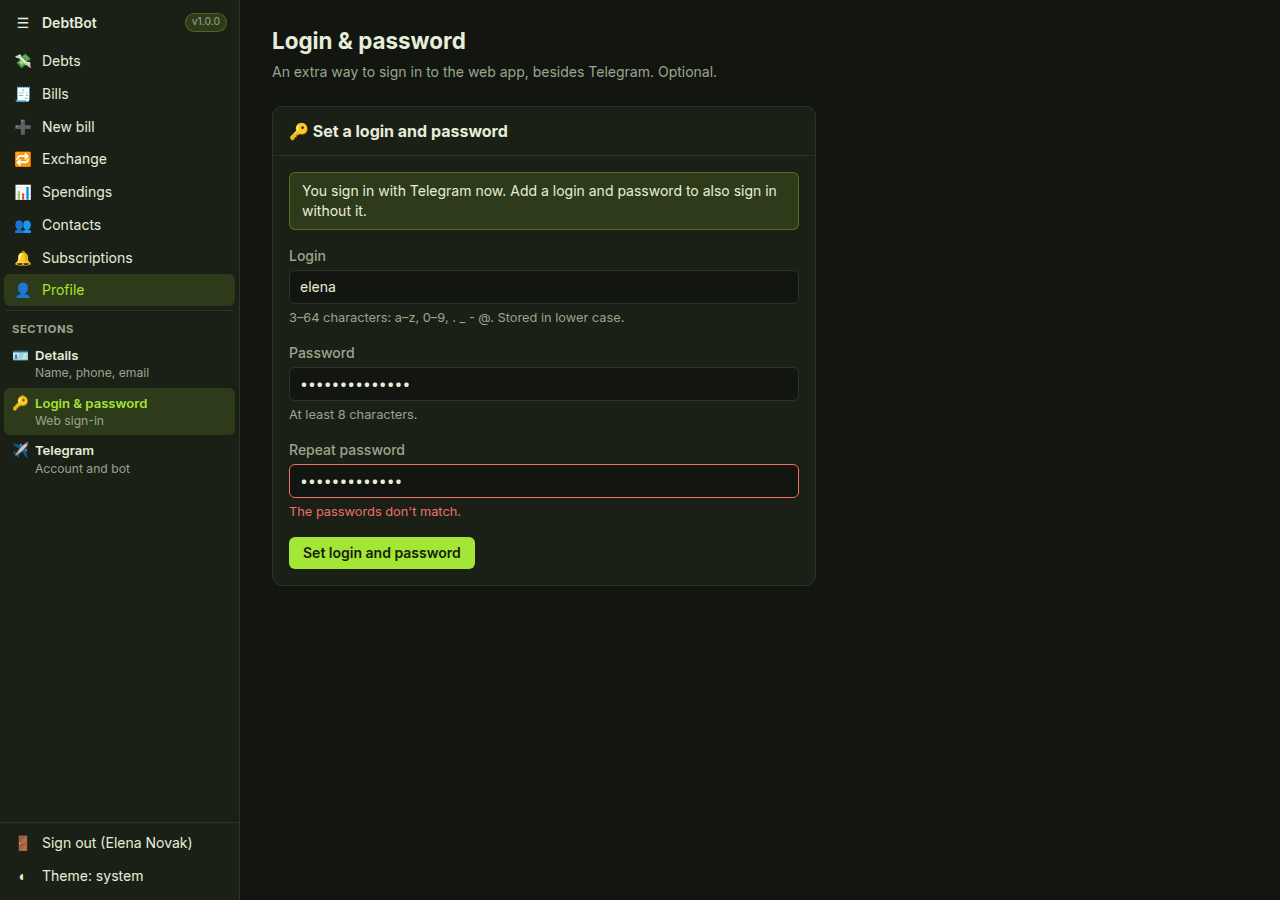 DebtBot
v1.0.0
Debts
Bills
New bill
Exchange
Spendings
Contacts
Subscriptions
Profile
SECTIONS
Details
Name, phone, email
Login & password
Web sign-in
Telegram
Account and bot
Sign out (Elena Novak)
Theme: system
Login & password
An extra way to sign in to the web app, besides Telegram. Optional.
Set a login and password
You sign in with Telegram now. Add a login and password to also sign in
without it.
Login
elena
3–64 characters: a–z, 0–9, . _ - @. Stored in lower case.
Password
••••••••••••••
At least 8 characters.
Repeat password
•••••••••••••
The passwords don't match.
Set login and password